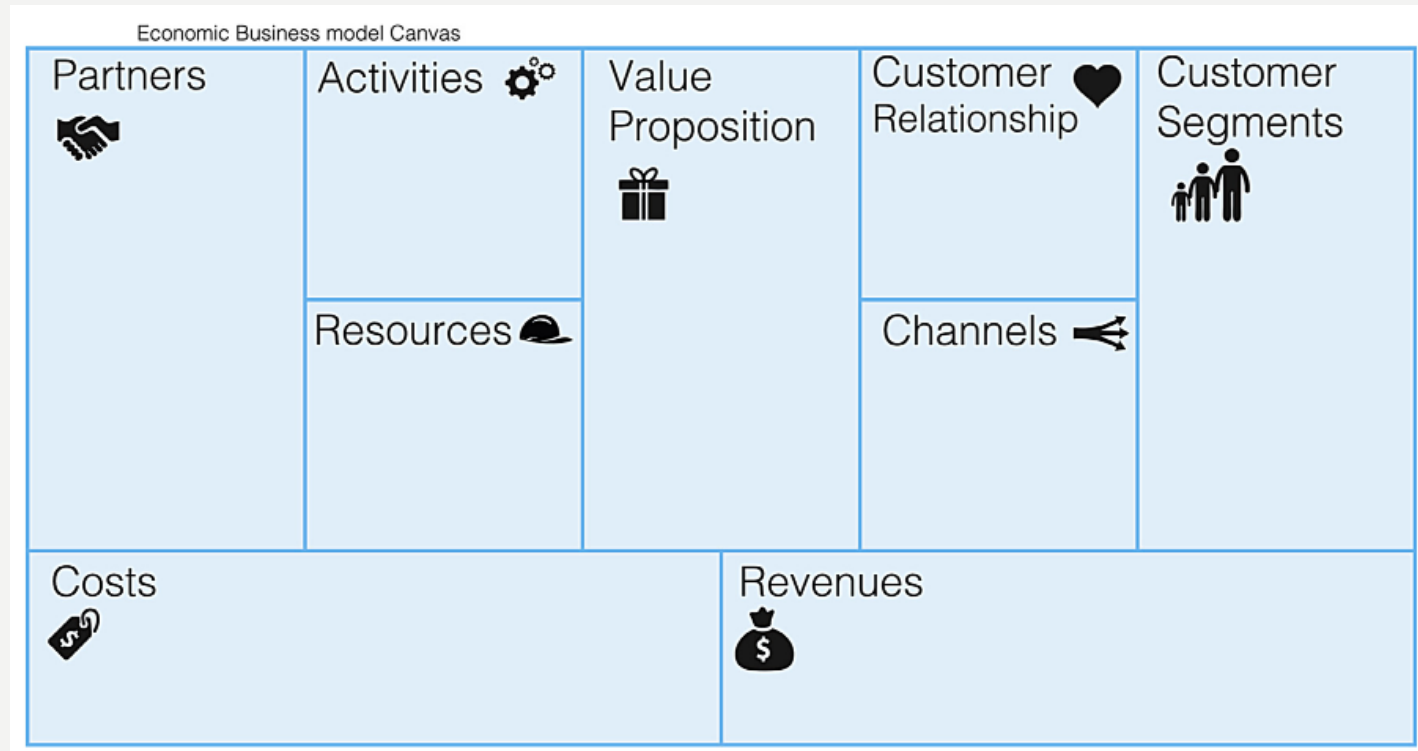 Economic Business model Canvas
Partners
Activities
Value
Proposition
Customer
Relationship
Customer
Segments
Resources
Channels
Costs
$
Revenues
$